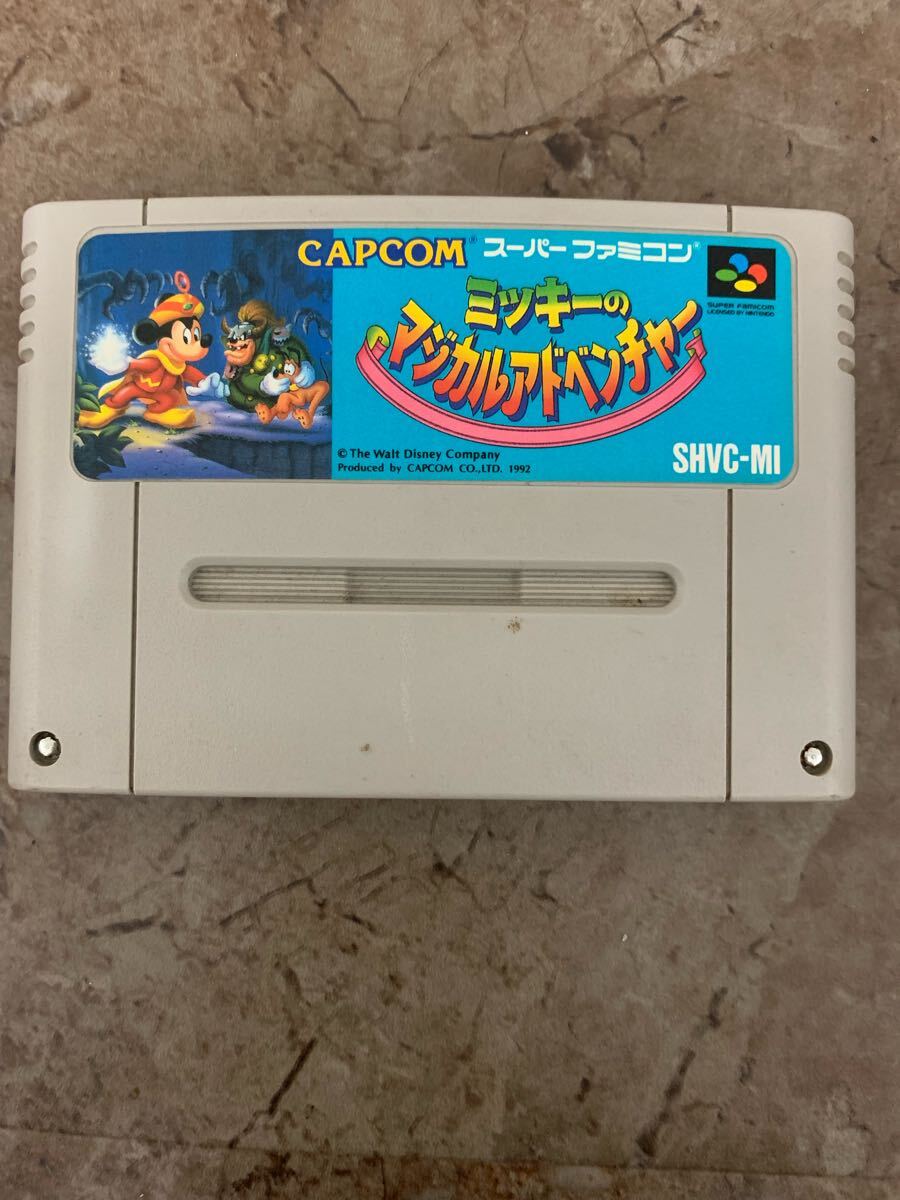 CAPCOM® スーパーファミコン®
ミッキーの
マジカルアドベンチャー
SUPER FAMICOM
LICENSED BY NINTENDO
© The Walt Disney Company
Produced by CAPCOM CO.,LTD. 1992
SHVC-MI